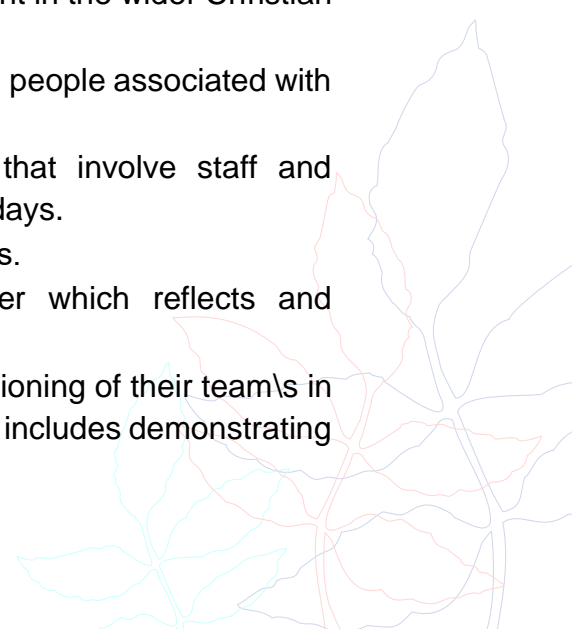 in the wider Christian
people associated with
that involve staff and
days.
s.
er which reflects and
ioning of their team\s in
includes demonstrating